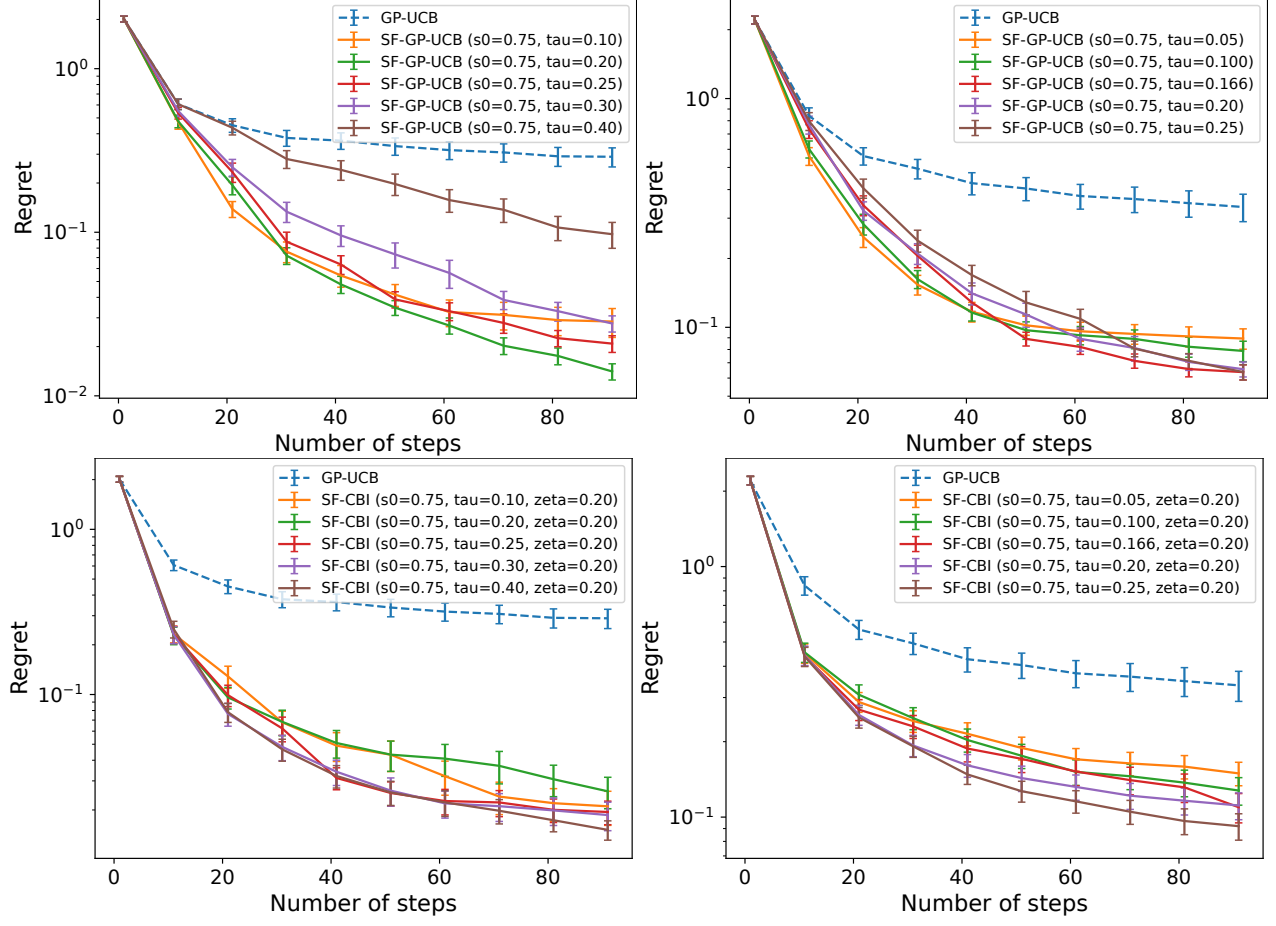 GP-UCB
SF-GP-UCB (s0=0.75, tau=0.10)
SF-GP-UCB (s0=0.75, tau=0.20)
SF-GP-UCB (s0=0.75, tau=0.25)
SF-GP-UCB (s0=0.75, tau=0.30)
SF-GP-UCB (s0=0.75, tau=0.40)
Regret
10⁰
10⁻¹
10⁻²
0 20 40 60 80
Number of steps
GP-UCB
SF-GP-UCB (s0=0.75, tau=0.05)
SF-GP-UCB (s0=0.75, tau=0.100)
SF-GP-UCB (s0=0.75, tau=0.166)
SF-GP-UCB (s0=0.75, tau=0.20)
SF-GP-UCB (s0=0.75, tau=0.25)
Regret
10⁰
10⁻¹
0 20 40 60 80
Number of steps
GP-UCB
SF-CBI (s0=0.75, tau=0.10, zeta=0.20)
SF-CBI (s0=0.75, tau=0.20, zeta=0.20)
SF-CBI (s0=0.75, tau=0.25, zeta=0.20)
SF-CBI (s0=0.75, tau=0.30, zeta=0.20)
SF-CBI (s0=0.75, tau=0.40, zeta=0.20)
Regret
10⁰
10⁻¹
0 20 40 60 80
Number of steps
GP-UCB
SF-CBI (s0=0.75, tau=0.05, zeta=0.20)
SF-CBI (s0=0.75, tau=0.100, zeta=0.20)
SF-CBI (s0=0.75, tau=0.166, zeta=0.20)
SF-CBI (s0=0.75, tau=0.20, zeta=0.20)
SF-CBI (s0=0.75, tau=0.25, zeta=0.20)
Regret
10⁰
10⁻¹
0 20 40 60 80
Number of steps